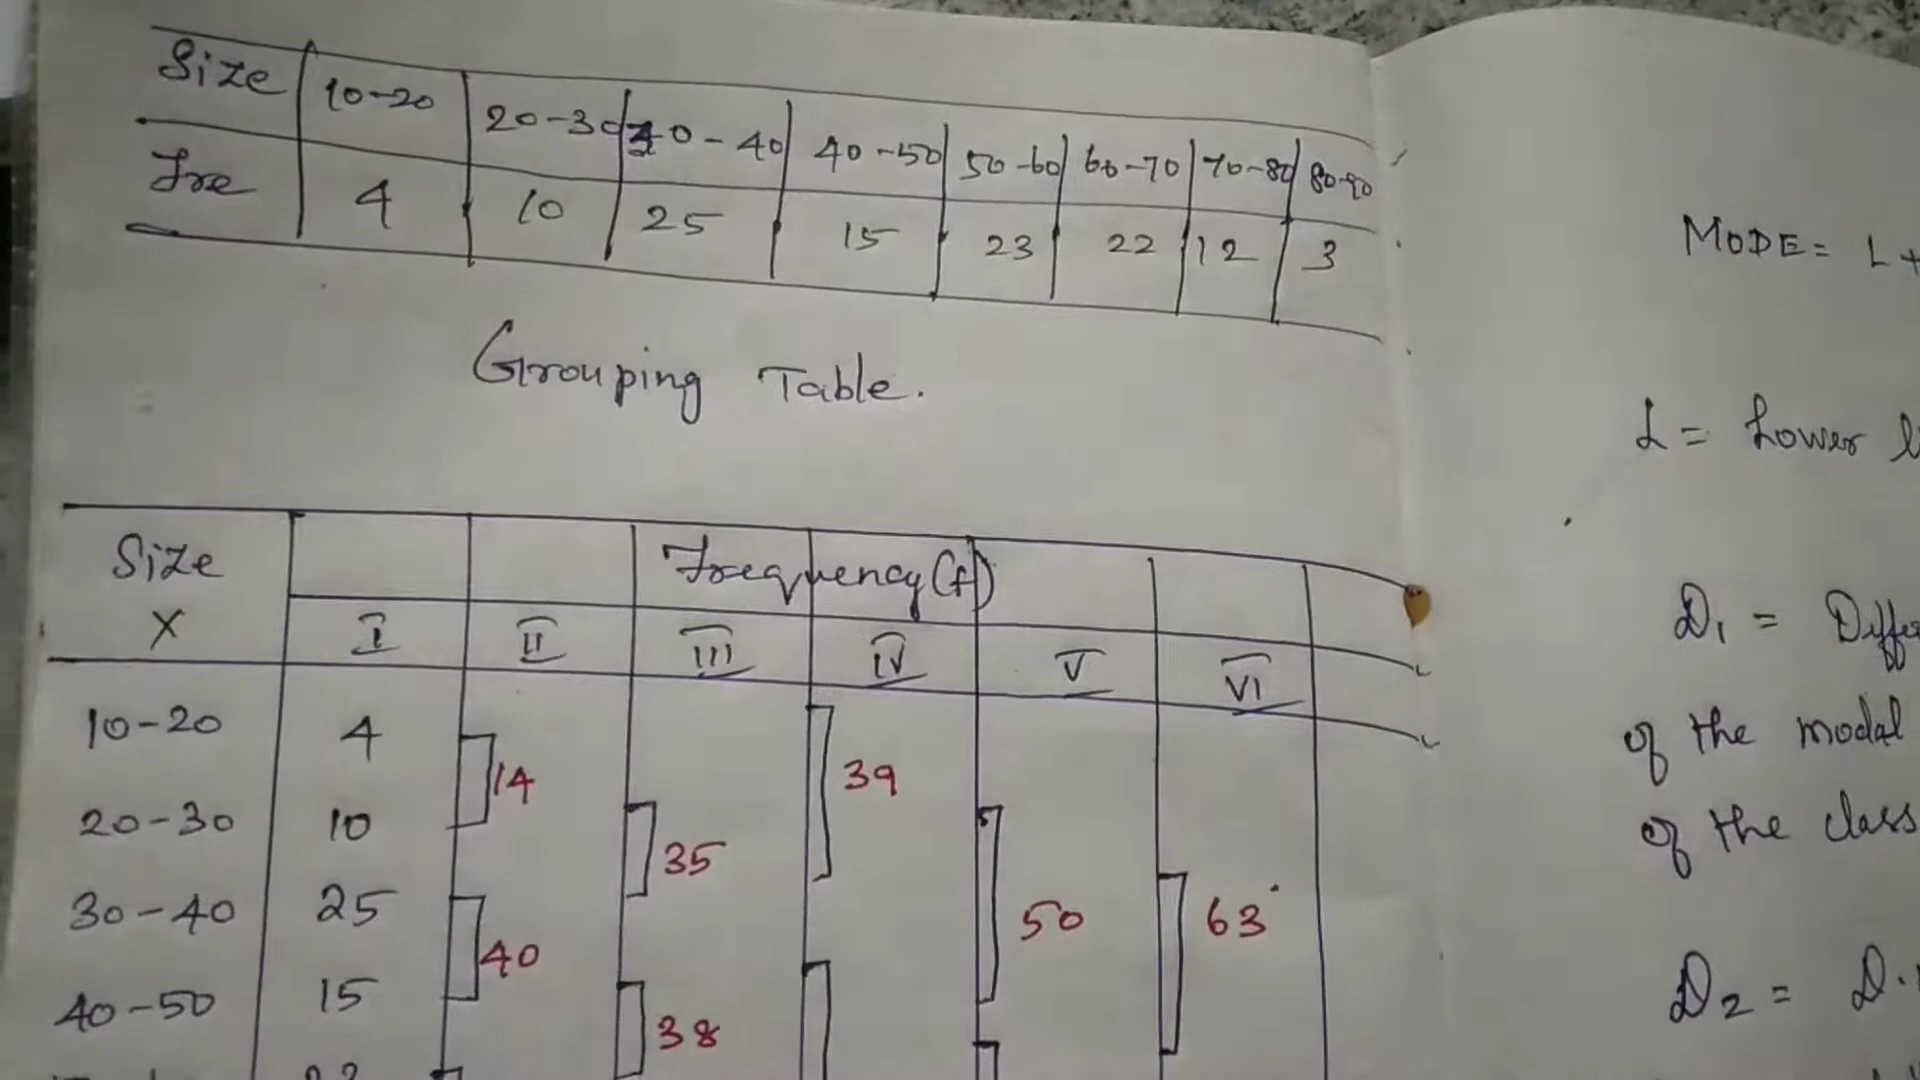 Size 10-20 20-30 30-40 40-50 50-60 60-70 70-80 80-90
Fre 4 10 25 15 23 22 12 3
Grouping Table.
Size Frequency (f)
X I II III IV V VI
10-20 4
14 39
20-30 10
35
30-40 25
40 50 63
40-50 15
38
MODE = L +
L = Lower
D1 =
of the modal
of the class
D2 = D.